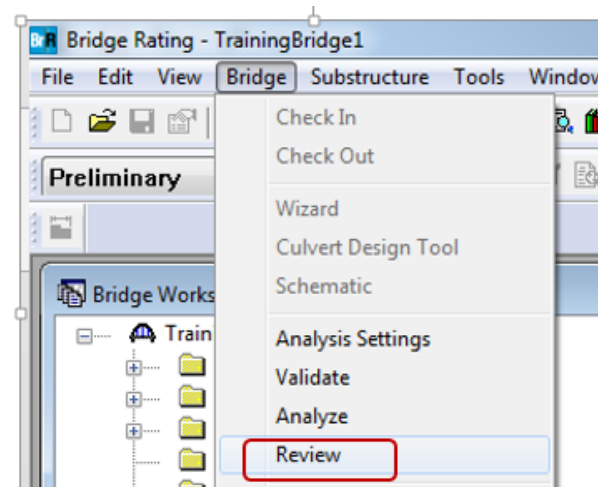 BrR Bridge Rating - TrainingBridge1
File Edit View Bridge Substructure Tools Window
Check In
Check Out
Preliminary
Wizard
Culvert Design Tool
Schematic
Bridge Works
Train
Analysis Settings
Validate
Analyze
Review